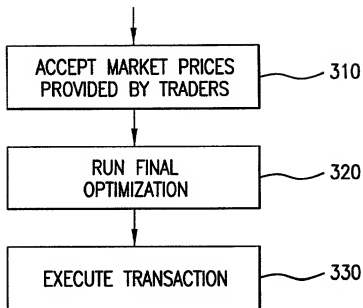 ACCEPT MARKET PRICES
PROVIDED BY TRADERS
310
RUN FINAL
OPTIMIZATION
320
EXECUTE TRANSACTION
330